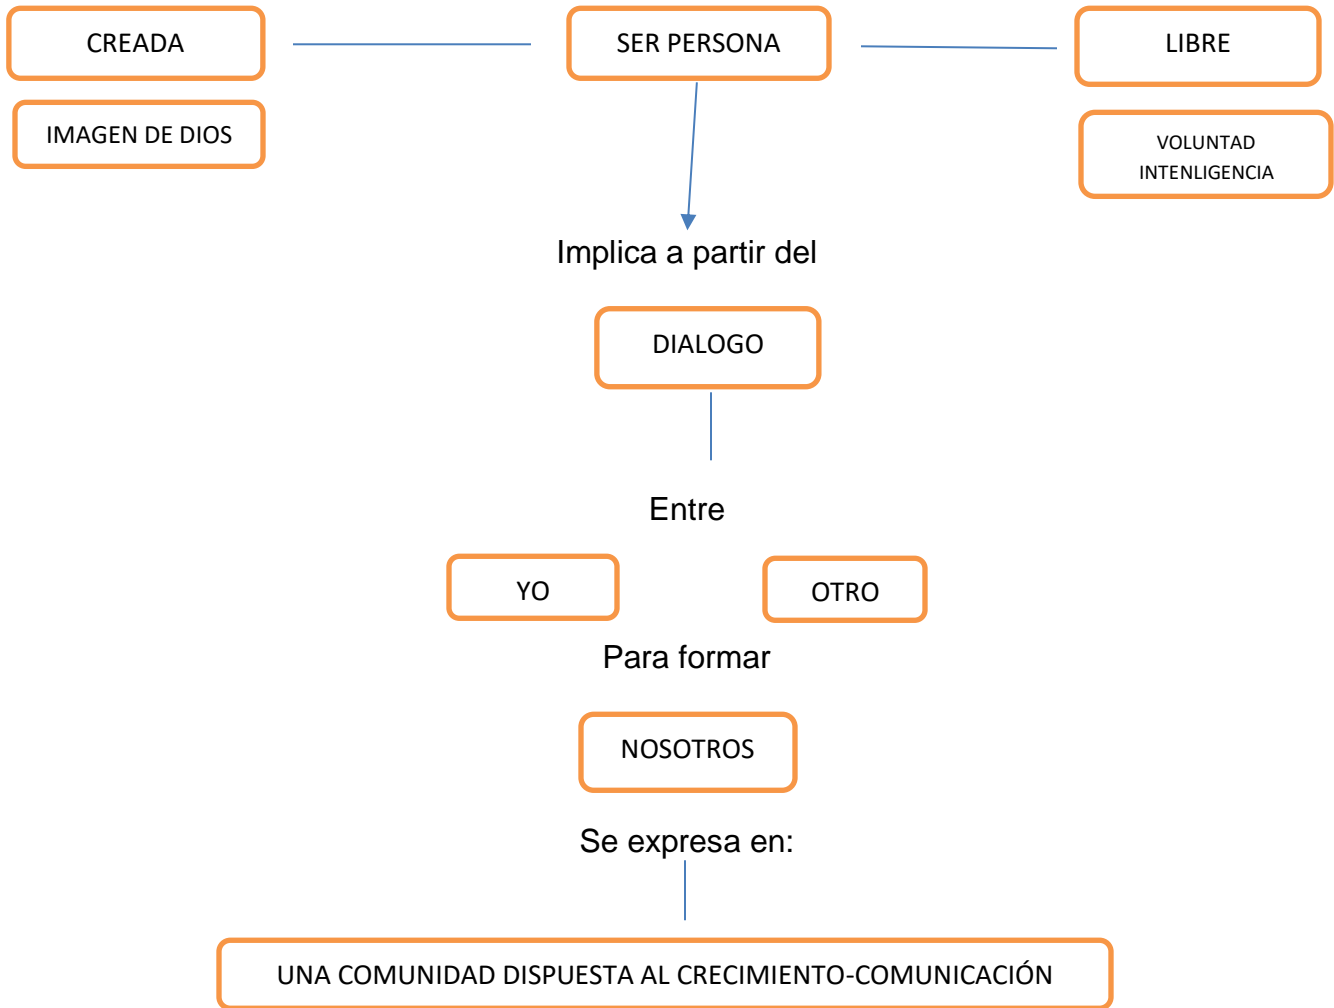 CREADA
SER PERSONA
LIBRE
IMAGEN DE DIOS
VOLUNTAD
INTENLIGENCIA
Implica a partir del
DIALOGO
Entre
YO
OTRO
Para formar
NOSOTROS
Se expresa en:
UNA COMUNIDAD DISPUESTA AL CRECIMIENTO-COMUNICACIÓN